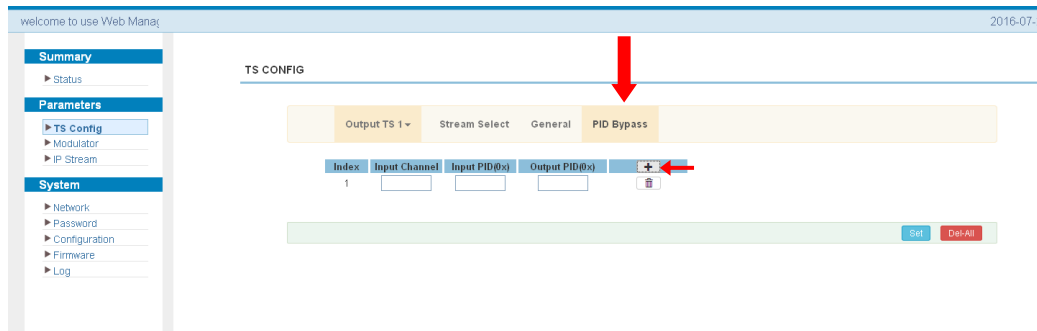 welcome to use Web Manag
2016-07-
Summary
Status
Parameters
TS Config
Modulator
IP Stream
System
Network
Password
Configuration
Firmware
Log
TS CONFIG
Output TS 1 Stream Select General PID Bypass
Index Input Channel Input PID(0x) Output PID(0x) +
1
Set Del-All